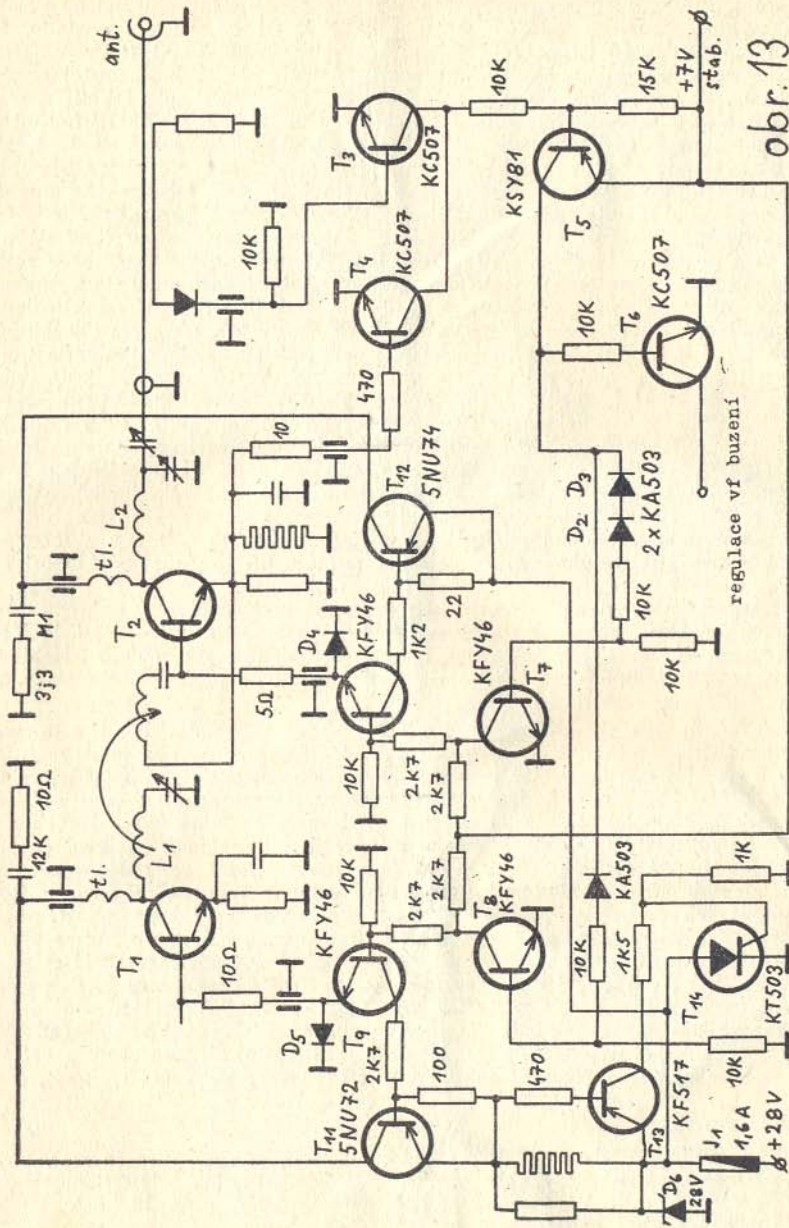 ant.
10Ω
12K
3j3
M1
tl.
tl.
L1
L2
T1
T2
10K
T3
KC507
T4
KC507
470
10
10Ω
5Ω
D4
D5
KFY46
KFY46
T9
2K7
10K
10K
1K2
T12
5NU74
22
T11
5NU72
100
470
2K7
2K7
2K7
2K7
KFY46
T7
T8
KFY46
10K
15K
+7V
stab.
KSY81
T5
10K
T6
KC507
D2
D3
2 x KA503
10K
10K
regulace vf buzení
KA503
10K
1K5
1K
T14
KT503
10K
KF517
T13
D6
28V
1,6A
+28V
obr. 13